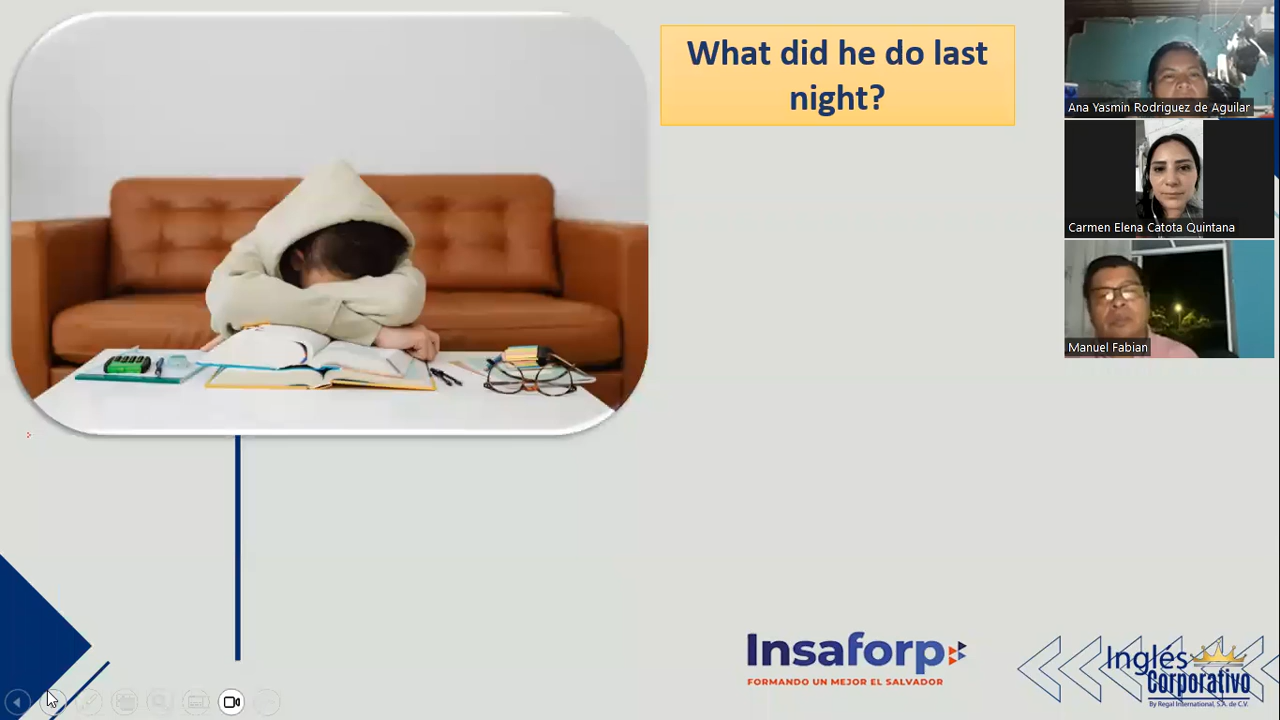 What did he do last
night?
Ana Yasmin Rodriguez de Aguilar
Carmen Elena Catota Quintana
Manuel Fabian
Insaforp
FORMANDO UN MEJOR EL SALVADOR
Inglés
Corporativo
By Regal International, S.A. de C.V.